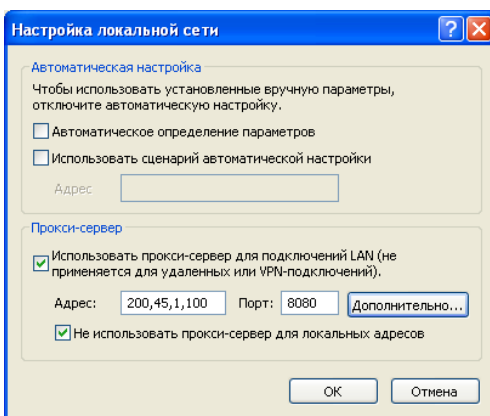 Настройка локальной сети
Автоматическая настройка
Чтобы использовать установленные вручную параметры,
отключите автоматическую настройку.
Автоматическое определение параметров
Использовать сценарий автоматической настройки
Адрес
Прокси-сервер
Использовать прокси-сервер для подключений LAN (не
применяется для удаленных или VPN-подключений).
Адрес: 200,45,1,100 Порт: 8080 Дополнительно...
Не использовать прокси-сервер для локальных адресов
ОК Отмена